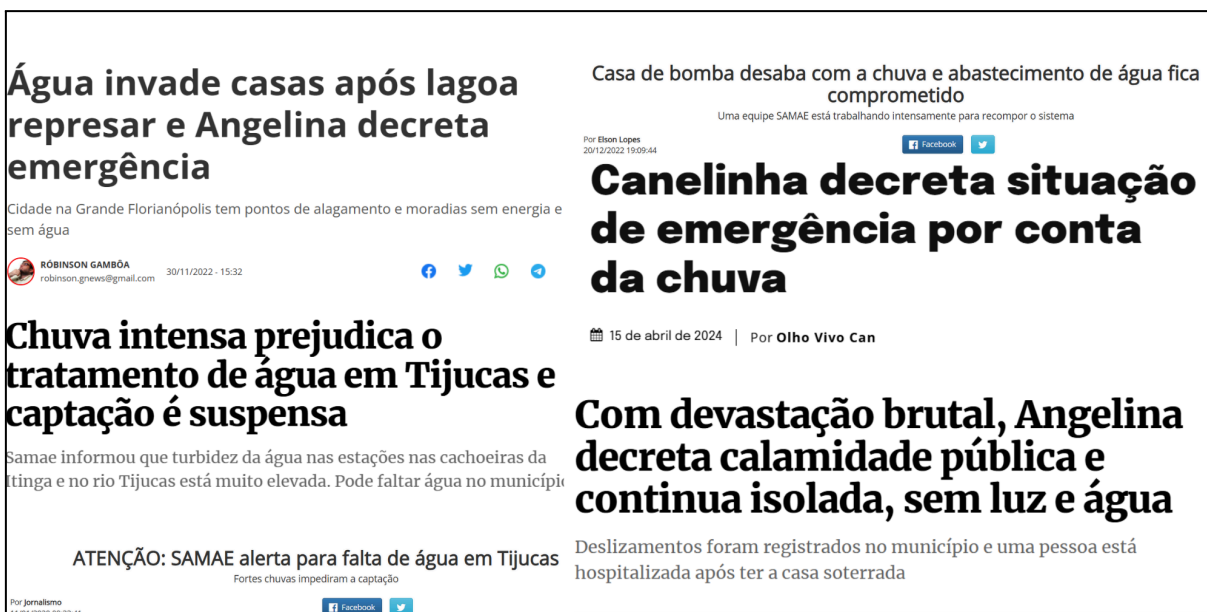 Água invade casas após lagoa
represar e Angelina decreta
emergência
Cidade na Grande Florianópolis tem pontos de alagamento e moradias sem energia e
sem água
RÓBINSON GAMBÔA
robinson.gnews@gmail.com
30/11/2022 - 15:32
Chuva intensa prejudica o
tratamento de água em Tijucas e
captação é suspensa
Samae informou que turbidez da água nas estações nas cachoeiras da
Itinga e no rio Tijucas está muito elevada. Pode faltar água no município
ATENÇÃO: SAMAE alerta para falta de água em Tijucas
Fortes chuvas impediram a captação
Por Jornalismo
Facebook
Casa de bomba desaba com a chuva e abastecimento de água fica
comprometido
Uma equipe SAMAE está trabalhando intensamente para recompor o sistema
Por Elson Lopes
20/12/2022 19:09:44
Facebook
Canelinha decreta situação
de emergência por conta
da chuva
15 de abril de 2024 | Por Olho Vivo Can
Com devastação brutal, Angelina
decreta calamidade pública e
continua isolada, sem luz e água
Deslizamentos foram registrados no município e uma pessoa está
hospitalizada após ter a casa soterrada